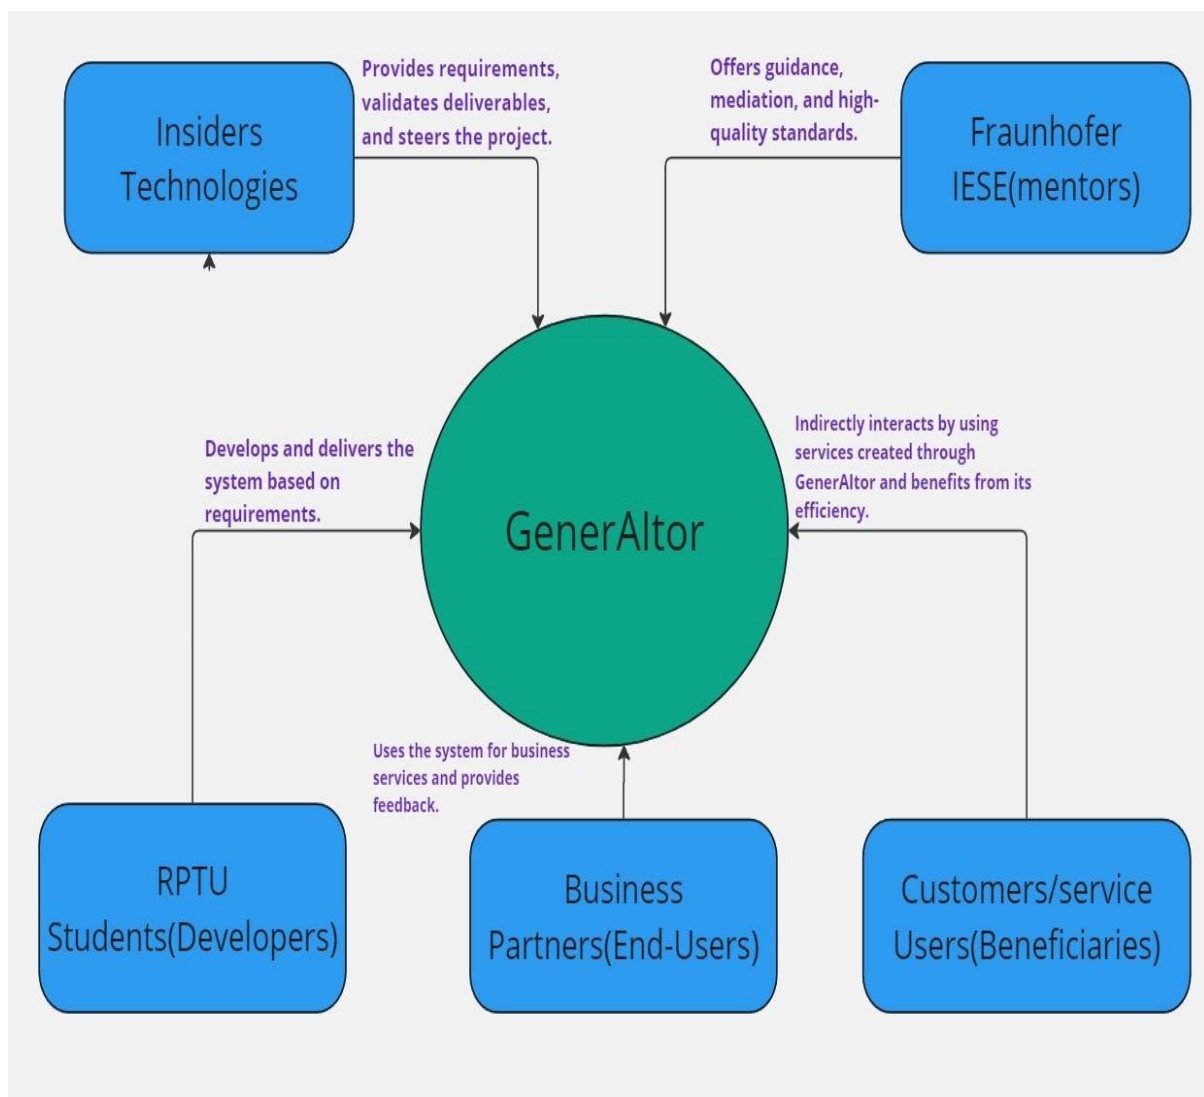 Provides requirements,
validates deliverables,
and steers the project.
Offers guidance,
mediation, and high-
quality standards.
Insiders
Technologies
Fraunhofer
IESE(mentors)
Develops and delivers the
system based on
requirements.
Indirectly interacts by using
services created through
GenerAItor and benefits from its
efficiency.
GenerAItor
Uses the system for business
services and provides
feedback.
RPTU
Students(Developers)
Business
Partners(End-Users)
Customers/service
Users(Beneficiaries)